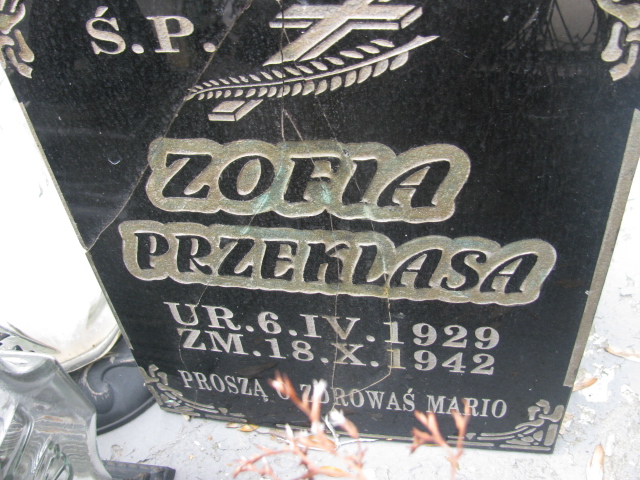 Ś.P.
ZOFIA
PRZEKLASA
UR.6.IV.1929
ZM.18.X.1942
PROSZĄ O ZDROWAŚ MARIO